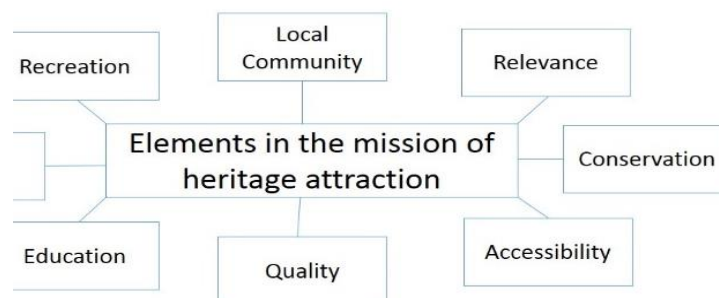 Local
Community
Recreation
Relevance
Elements in the mission of
heritage attraction
Conservation
Education
Quality
Accessibility